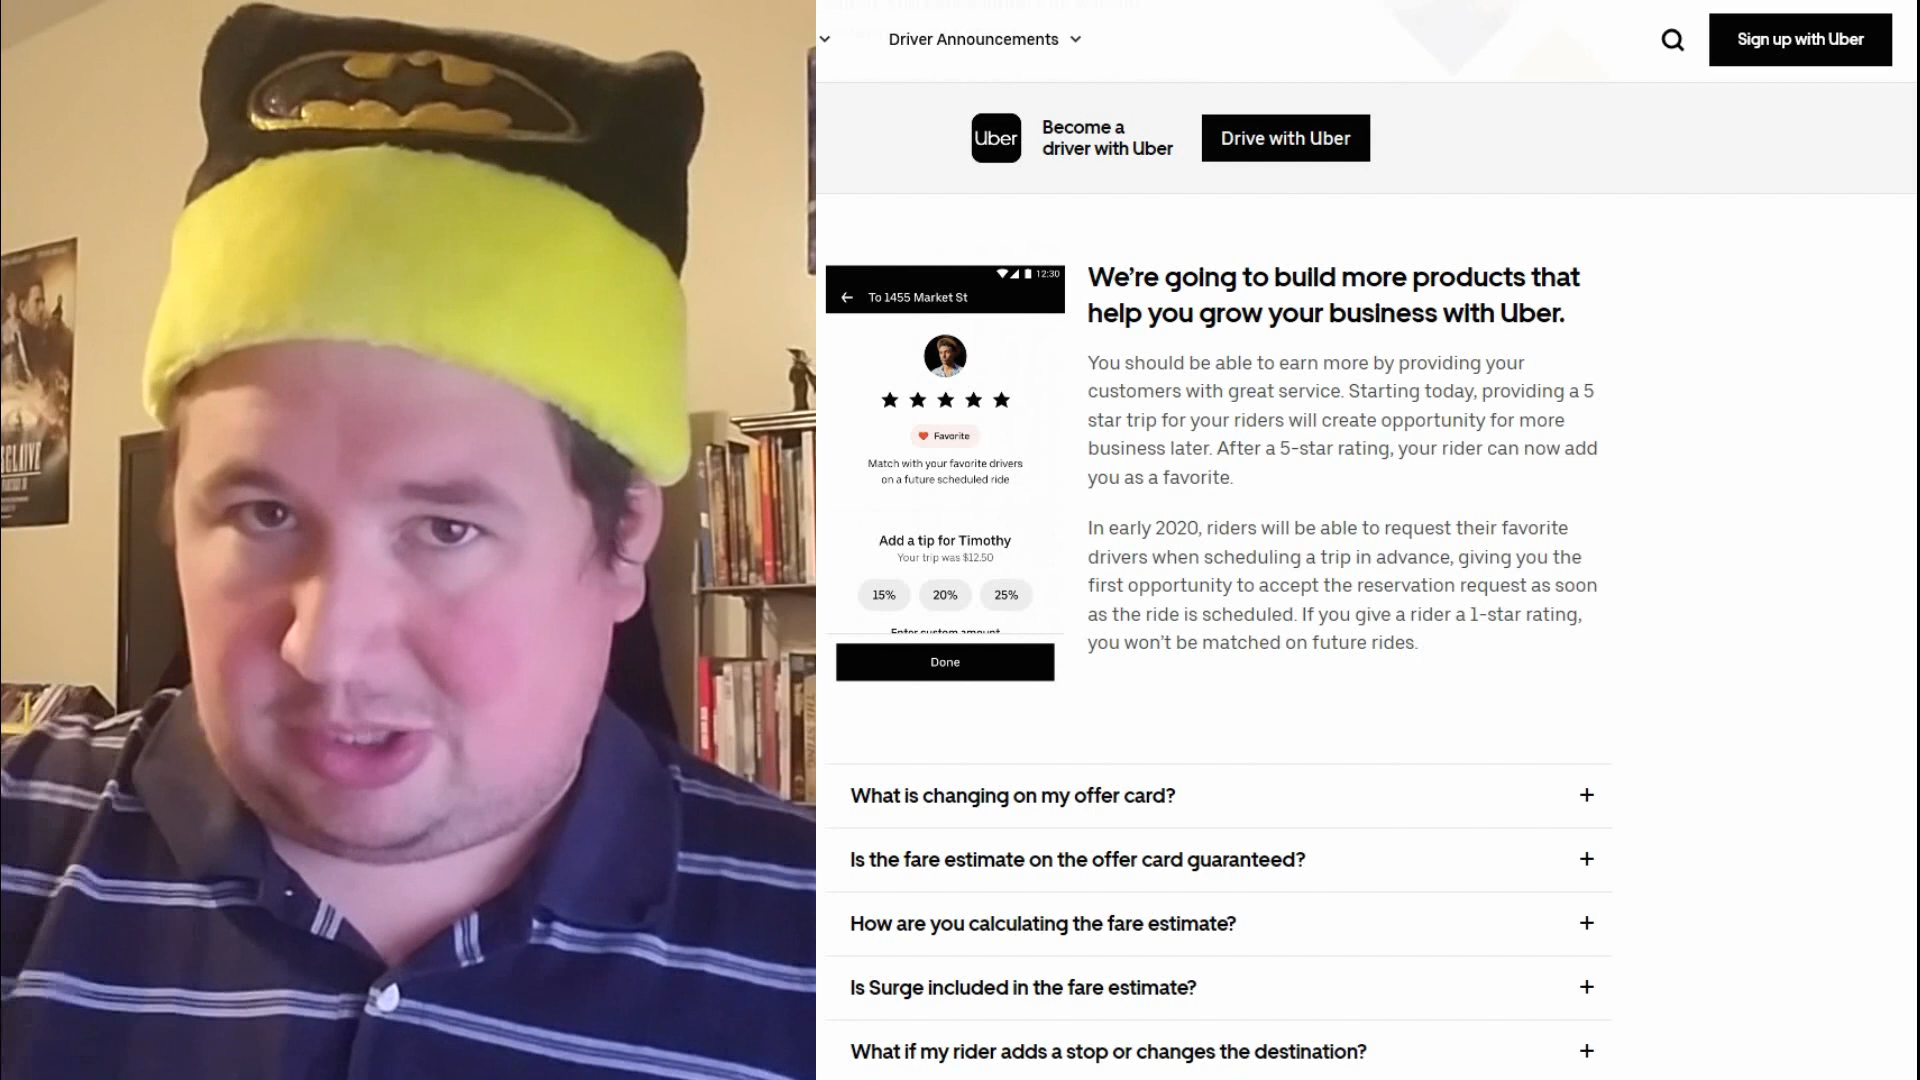 Driver Announcements
Sign up with Uber
Uber
Become a
driver with Uber
Drive with Uber
12:30
To 1455 Market St
Favorite
Match with your favorite drivers
on a future scheduled ride
Add a tip for Timothy
Your trip was $12.50
15% 20% 25%
Enter custom amount
Done
We’re going to build more products that
help you grow your business with Uber.
You should be able to earn more by providing your
customers with great service. Starting today, providing a 5
star trip for your riders will create opportunity for more
business later. After a 5-star rating, your rider can now add
you as a favorite.
In early 2020, riders will be able to request their favorite
drivers when scheduling a trip in advance, giving you the
first opportunity to accept the reservation request as soon
as the ride is scheduled. If you give a rider a 1-star rating,
you won’t be matched on future rides.
What is changing on my offer card?
Is the fare estimate on the offer card guaranteed?
How are you calculating the fare estimate?
Is Surge included in the fare estimate?
What if my rider adds a stop or changes the destination?